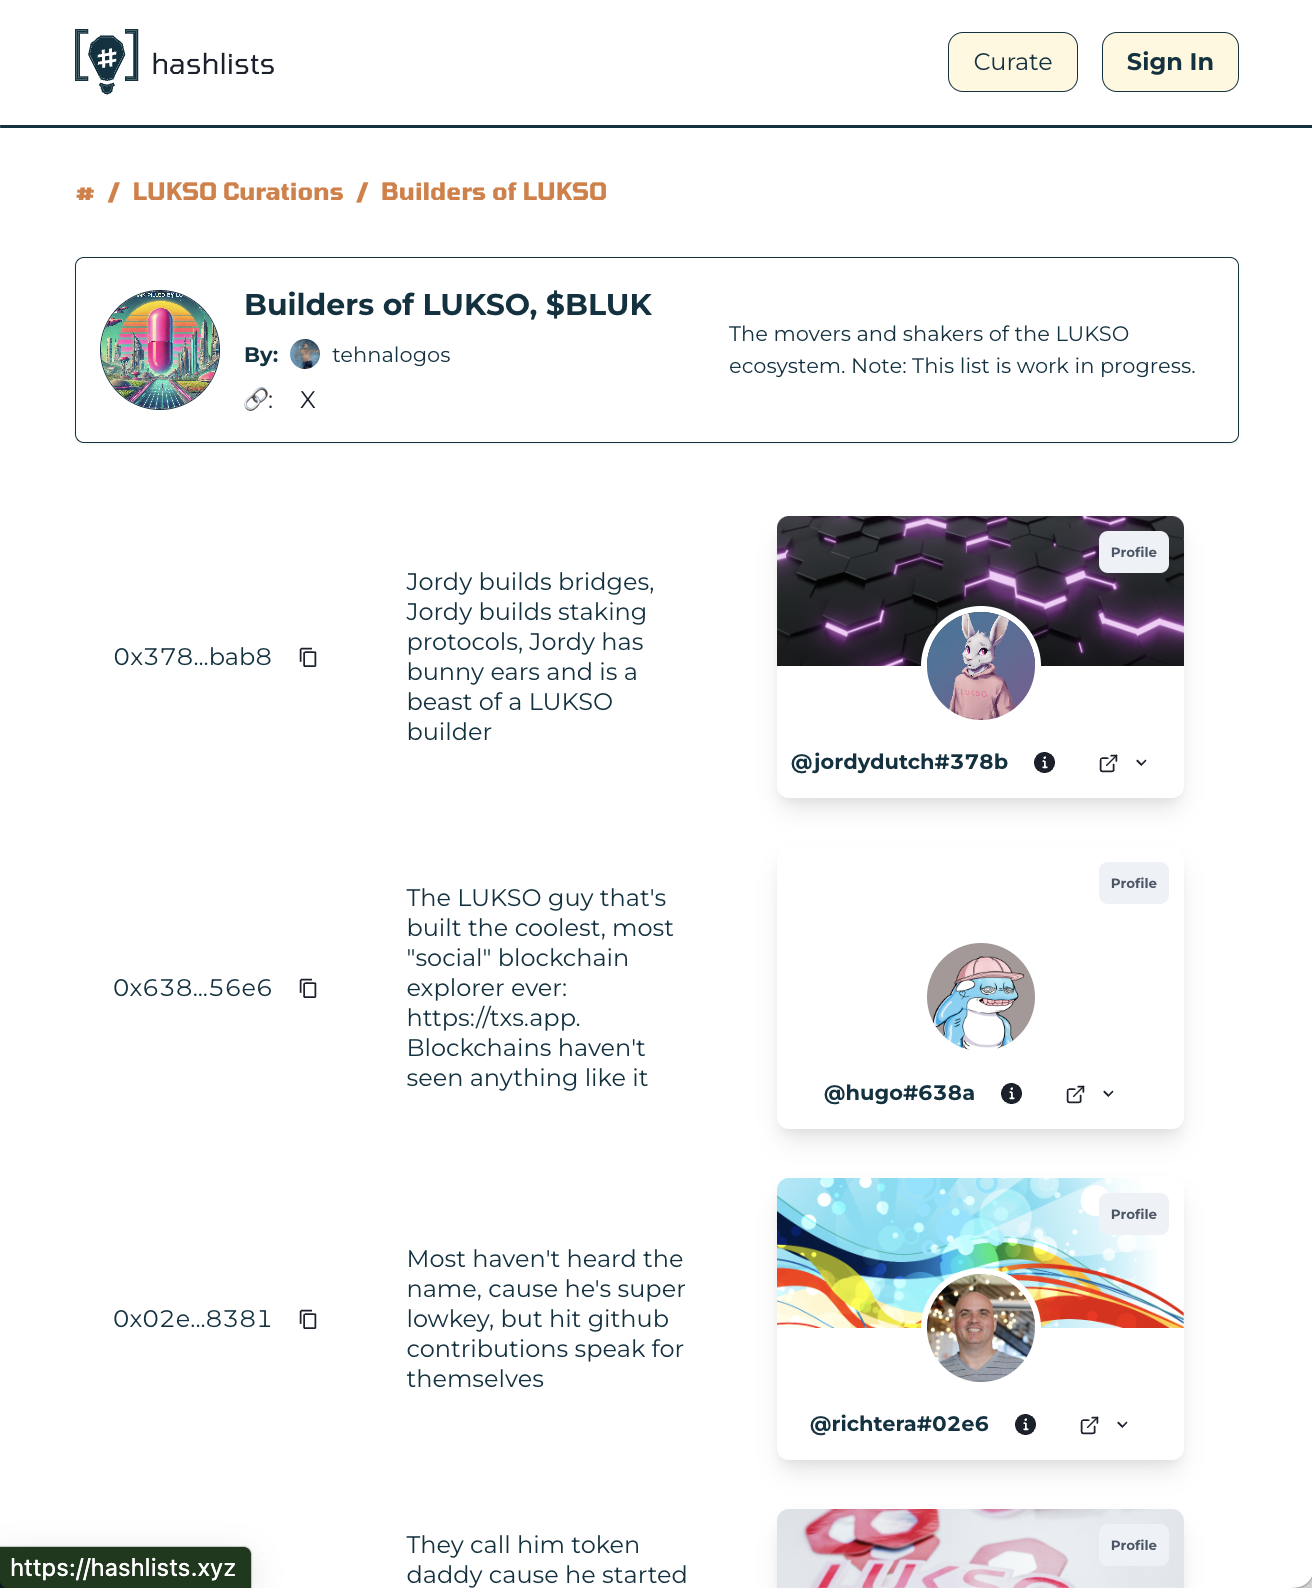 hashlists
Curate
Sign In
# / LUKSO Curations / Builders of LUKSO
Builders of LUKSO, $BLUK
By: tehnalogos
🔗: X
The movers and shakers of the LUKSO
ecosystem. Note: This list is work in progress.
0x378...bab8
Jordy builds bridges,
Jordy builds staking
protocols, Jordy has
bunny ears and is a
beast of a LUKSO
builder
Profile
LUKSO
@jordydutch#378b
0x638...56e6
The LUKSO guy that's
built the coolest, most
"social" blockchain
explorer ever:
https://txs.app.
Blockchains haven't
seen anything like it
Profile
@hugo#638a
0x02e...8381
Most haven't heard the
name, cause he's super
lowkey, but hit github
contributions speak for
themselves
Profile
@richtera#02e6
They call him token
daddy cause he started
Profile
LUKSO
https://hashlists.xyz